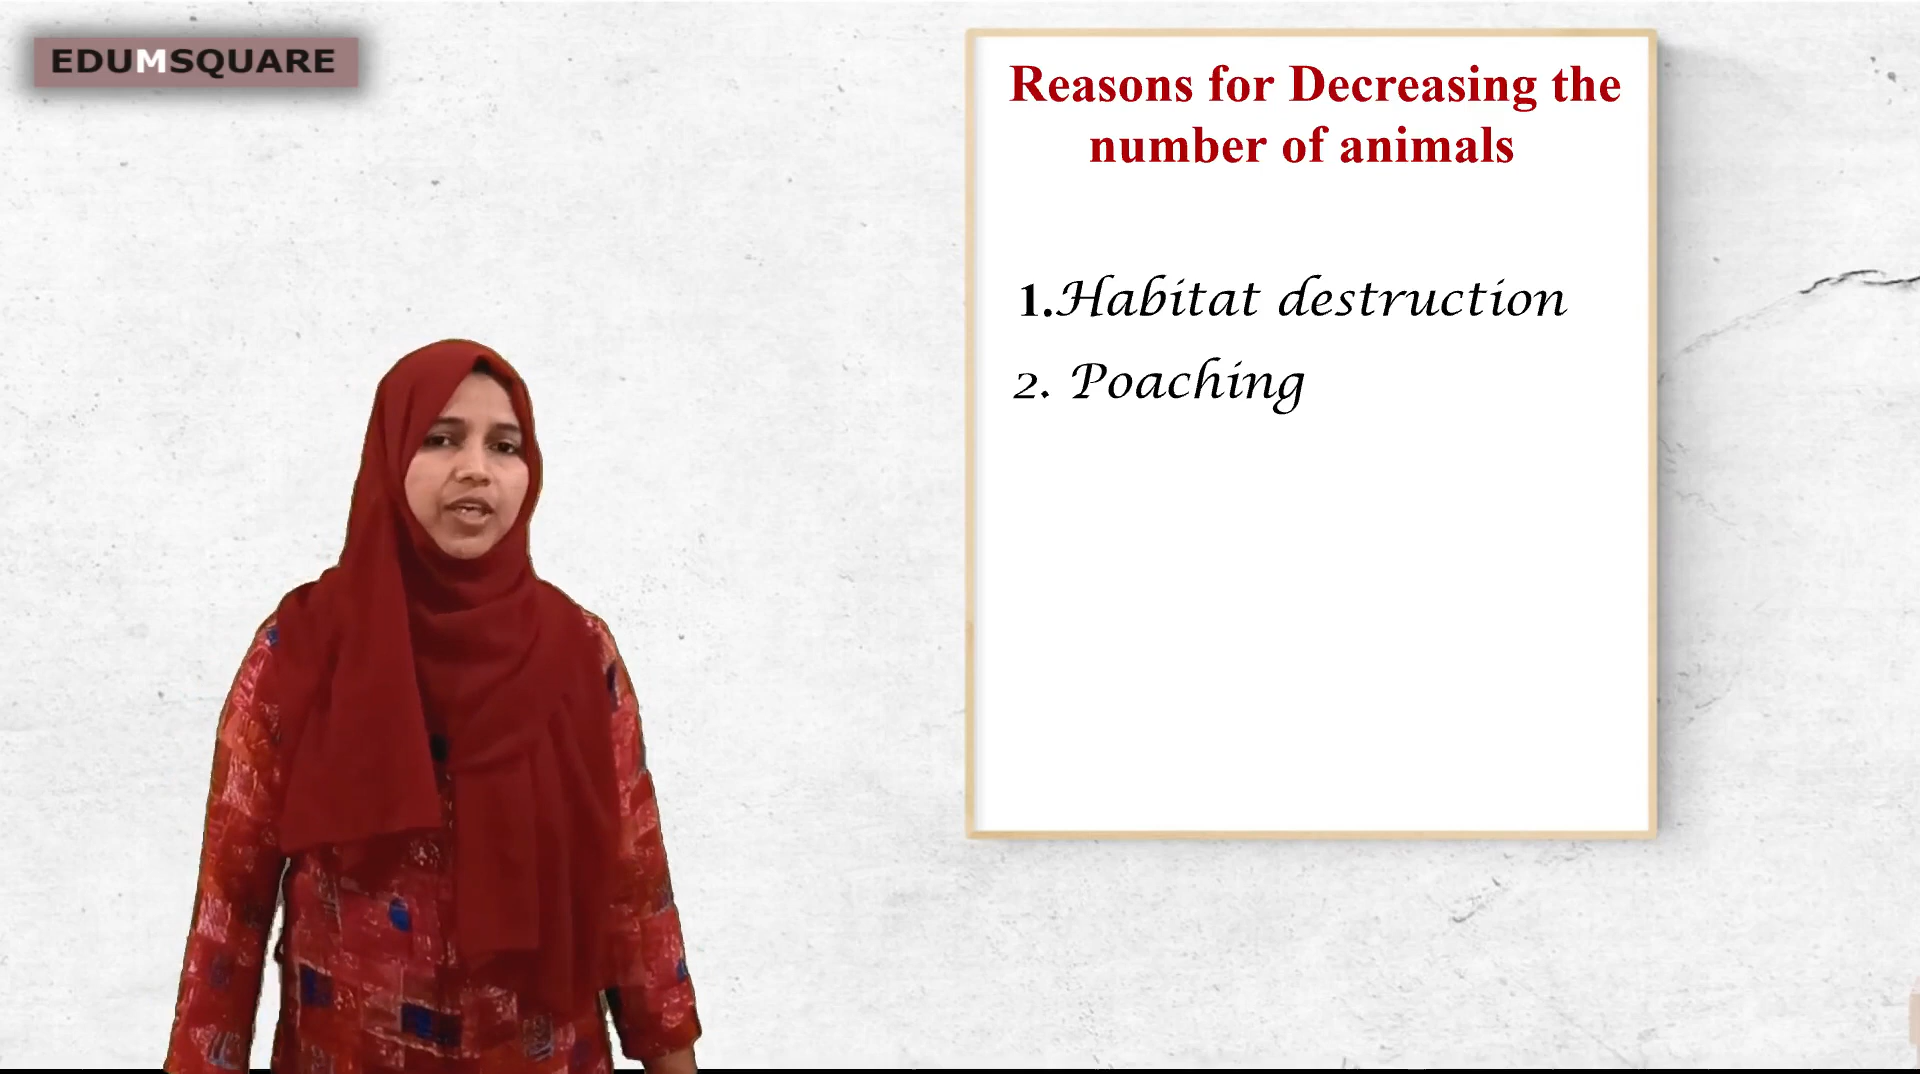 EDUMSQUARE
Reasons for Decreasing the
number of animals
1.Habitat destruction
2. Poaching